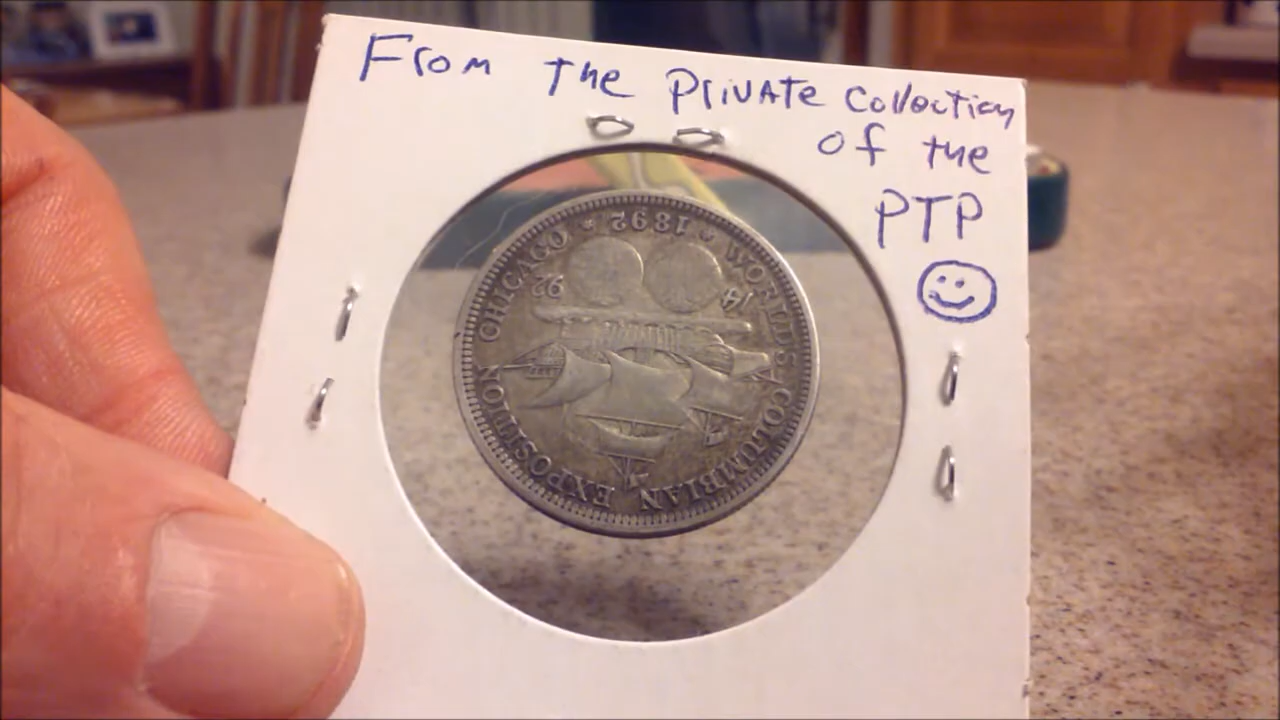 From The Private Collection
of the
PTP
WORLD'S COLUMBIAN EXPOSITION CHICAGO
* 1892 *
14 92